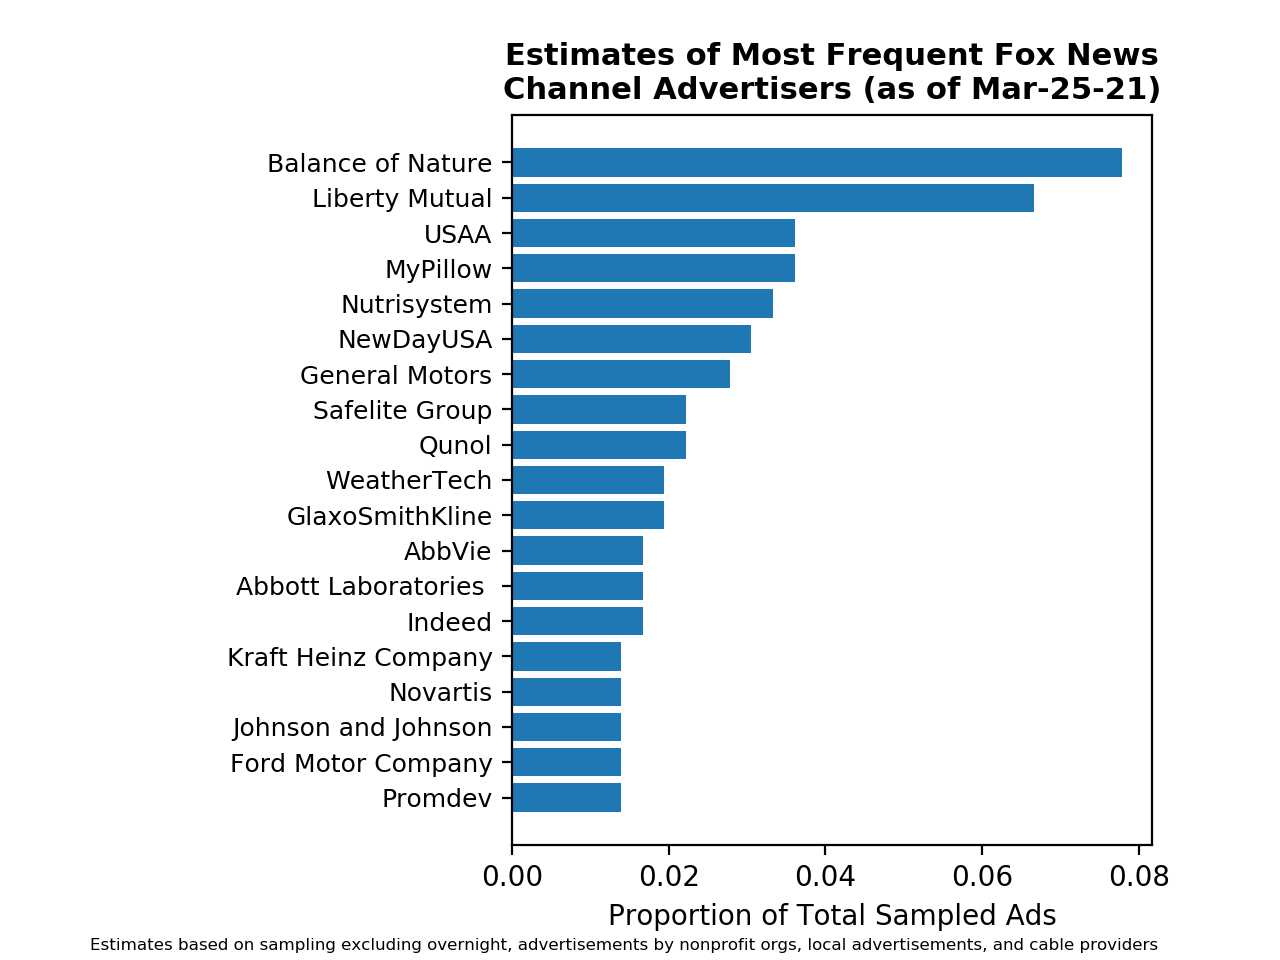 Estimates of Most Frequent Fox News
Channel Advertisers (as of Mar-25-21)
Balance of Nature
Liberty Mutual
USAA
MyPillow
Nutrisystem
NewDayUSA
General Motors
Safelite Group
Qunol
WeatherTech
GlaxoSmithKline
AbbVie
Abbott Laboratories
Indeed
Kraft Heinz Company
Novartis
Johnson and Johnson
Ford Motor Company
Promdev
0.00 0.02 0.04 0.06 0.08
Proportion of Total Sampled Ads
Estimates based on sampling excluding overnight, advertisements by nonprofit orgs, local advertisements, and cable providers